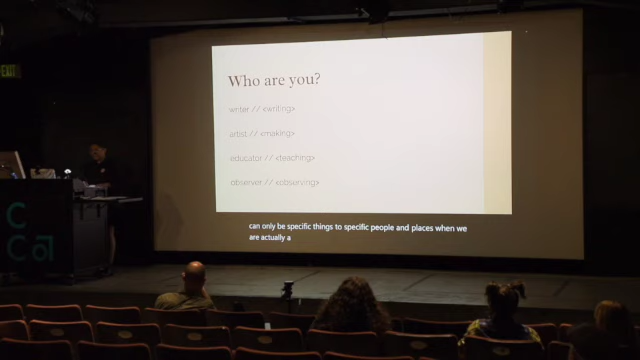 EXIT
Who are you?
writer // <writing>
artist // <making>
educator // <teaching>
observer // <observing>
can only be specific things to specific people and places when we
are actually a
C
Ca